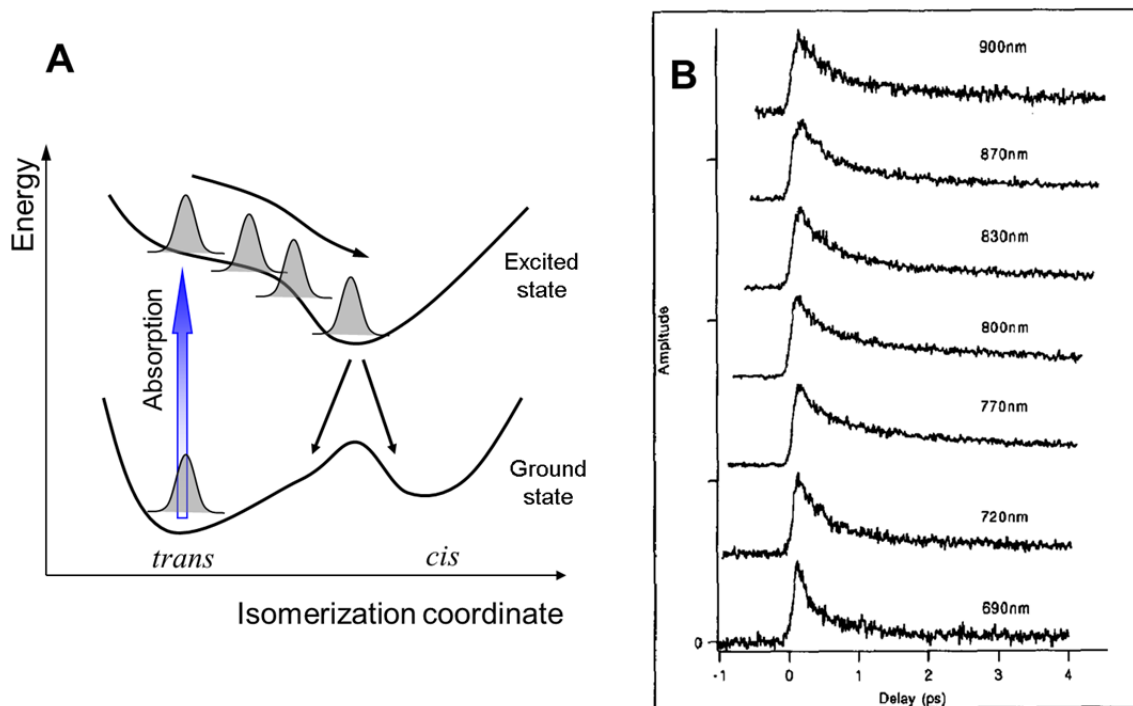 A
Energy
Absorption
Excited
state
Ground
state
trans
cis
Isomerization coordinate
B
900nm
870nm
830nm
800nm
770nm
720nm
690nm
Amplitude
0
-1 0 1 2 3 4
Delay (ps)